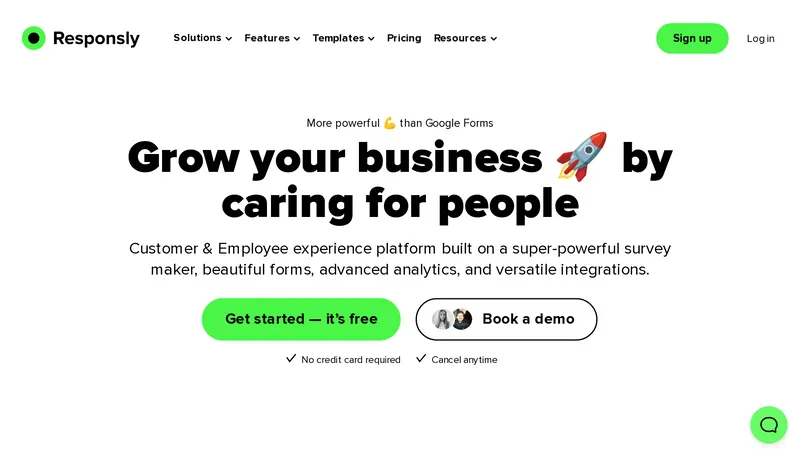 Responsly
Solutions
Features
Templates
Pricing
Resources
Sign up
Log in
More powerful 💪 than Google Forms
Grow your business 🚀 by
caring for people
Customer & Employee experience platform built on a super-powerful survey
maker, beautiful forms, advanced analytics, and versatile integrations.
Get started — it's free
Book a demo
No credit card required
Cancel anytime